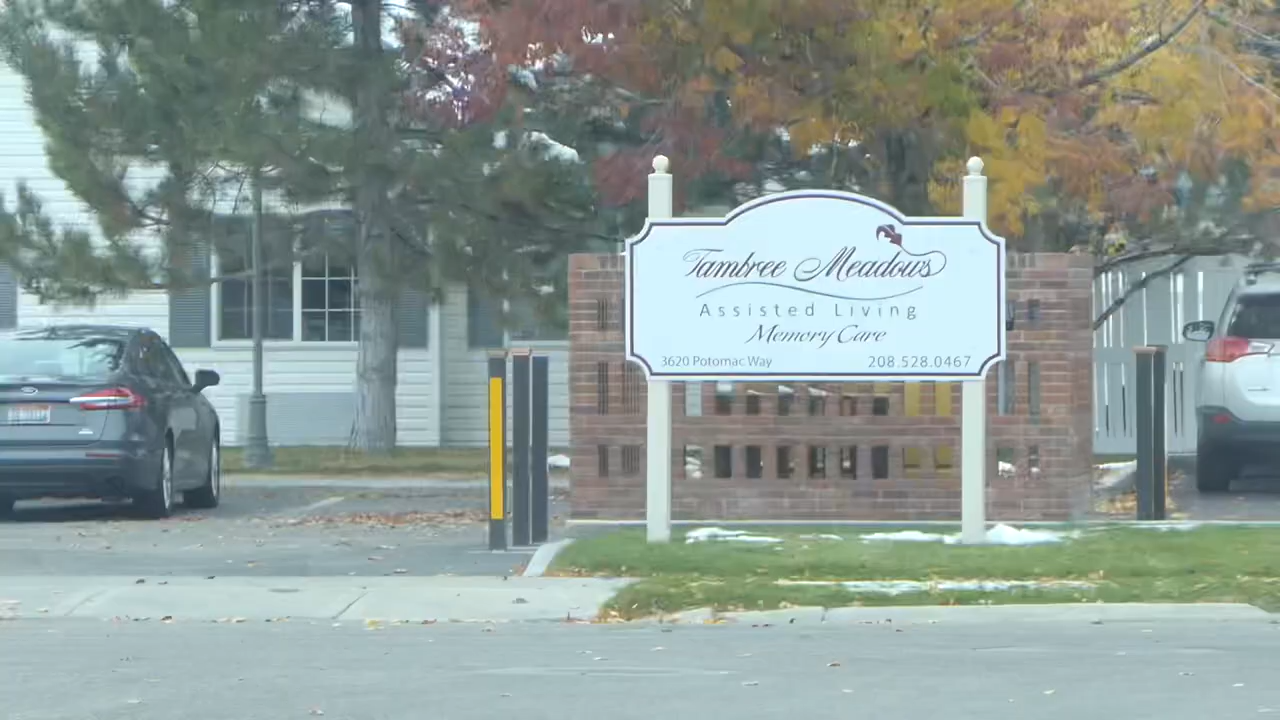 Tambree Meadows
Assisted Living
Memory Care
3620 Potomac Way
208.528.0467